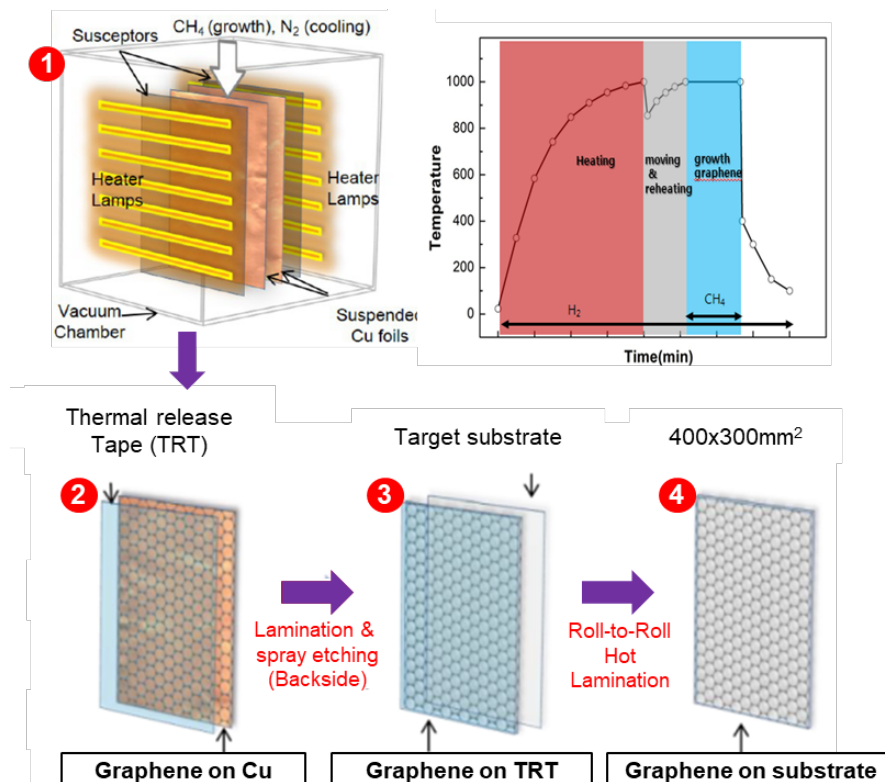 1
Susceptors
CH4 (growth), N2 (cooling)
Heater
Lamps
Heater
Lamps
Vacuum
Chamber
Suspended
Cu foils
Temperature
1000
800
600
400
200
0
Heating
moving
&
reheating
growth
graphene
H2
CH4
Time(min)
Thermal release
Tape (TRT)
Target substrate
400x300mm2
2
3
4
Lamination &
spray etching
(Backside)
Roll-to-Roll
Hot
Lamination
Graphene on Cu
Graphene on TRT
Graphene on substrate